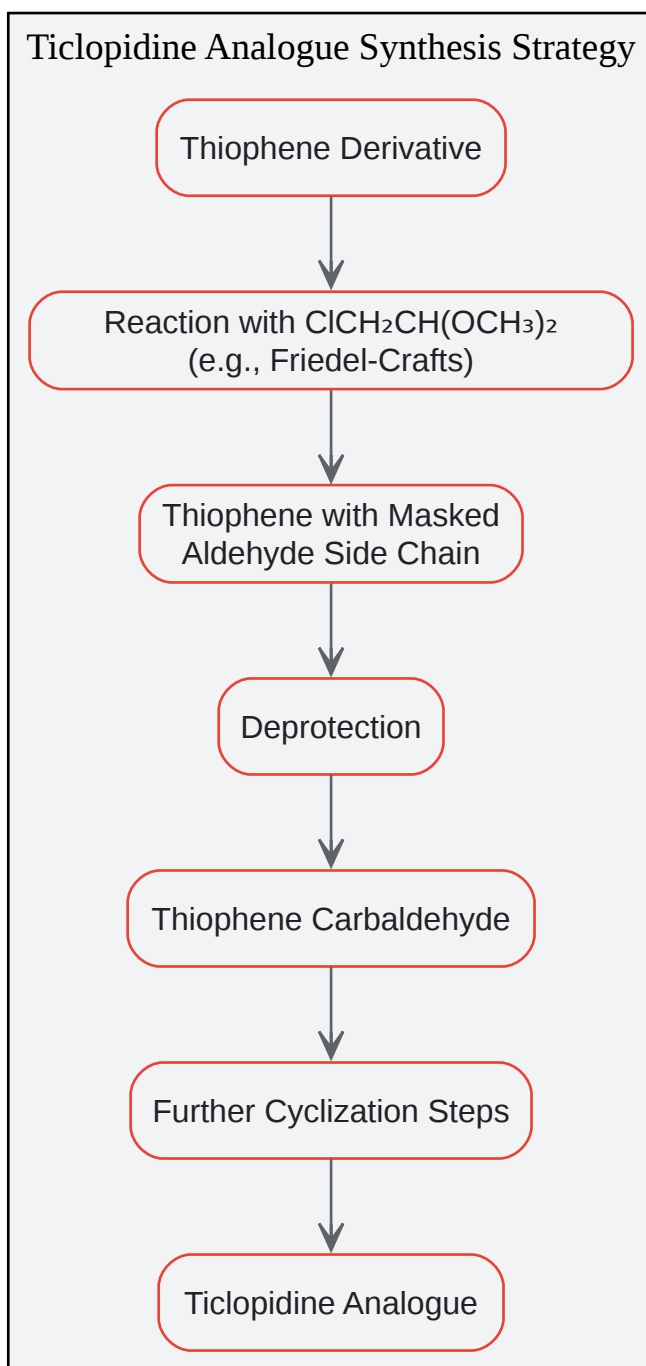 Ticlopidine Analogue Synthesis Strategy
Thiophene Derivative
Reaction with ClCH₂CH(OCH₃)₂
(e.g., Friedel-Crafts)
Thiophene with Masked
Aldehyde Side Chain
Deprotection
Thiophene Carbaldehyde
Further Cyclization Steps
Ticlopidine Analogue